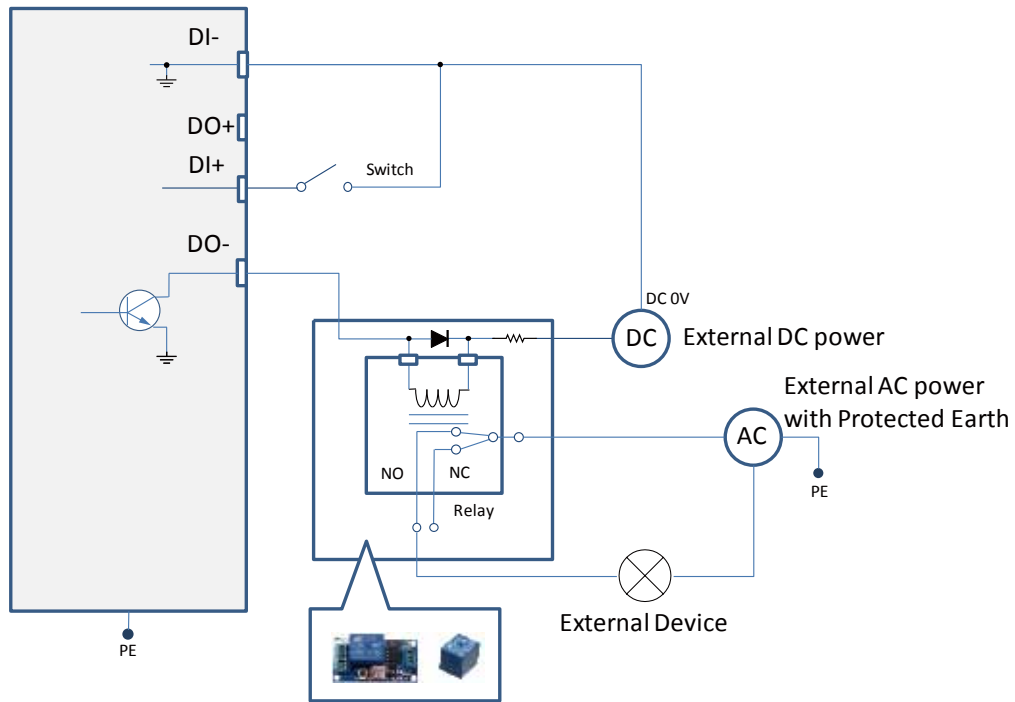 DI-
DO+
DI+
Switch
DO-
DC 0V
DC
External DC power
External AC power
with Protected Earth
AC
NO
NC
PE
Relay
External Device
PE